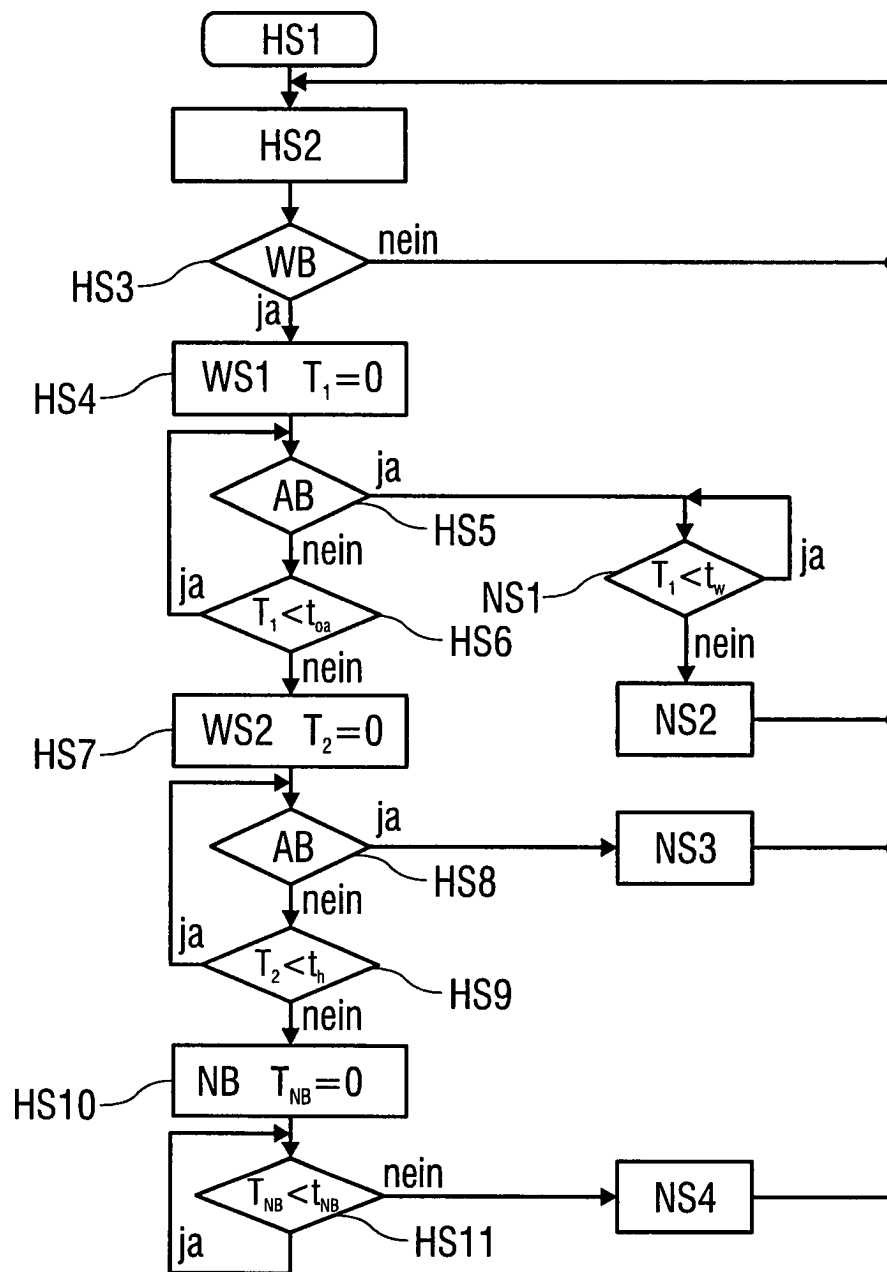 HS1
HS2
WB nein
HS3
ja
WS1 T₁=0
HS4
AB ja
HS5
nein
ja T₁<tₒₐ
HS6
NS1
T₁<t_w ja
nein
nein
WS2 T₂=0
HS7
NS2
AB ja
HS8
NS3
nein
ja T₂<tₕ
HS9
nein
NB T_NB=0
HS10
T_NB<t_NB nein
NS4
ja
HS11